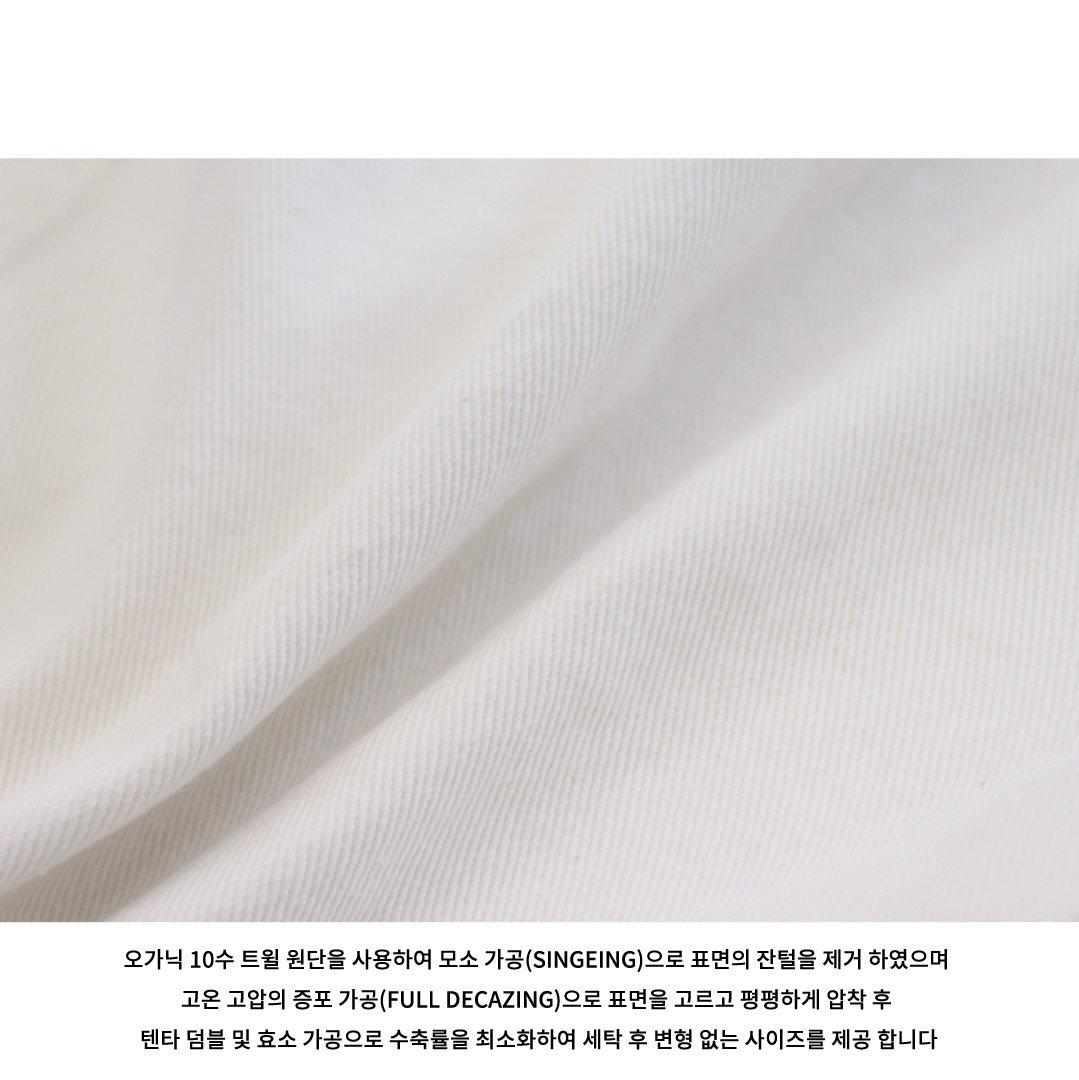 오가닉 10수 트윌 원단을 사용하여 모소 가공(SINGEING)으로 표면의 잔털을 제거 하였으며
고온 고압의 증포 가공(FULL DECAZING)으로 표면을 고르고 평평하게 압착 후
텐타 덤블 및 효소 가공으로 수축률을 최소화하여 세탁 후 변형 없는 사이즈를 제공 합니다